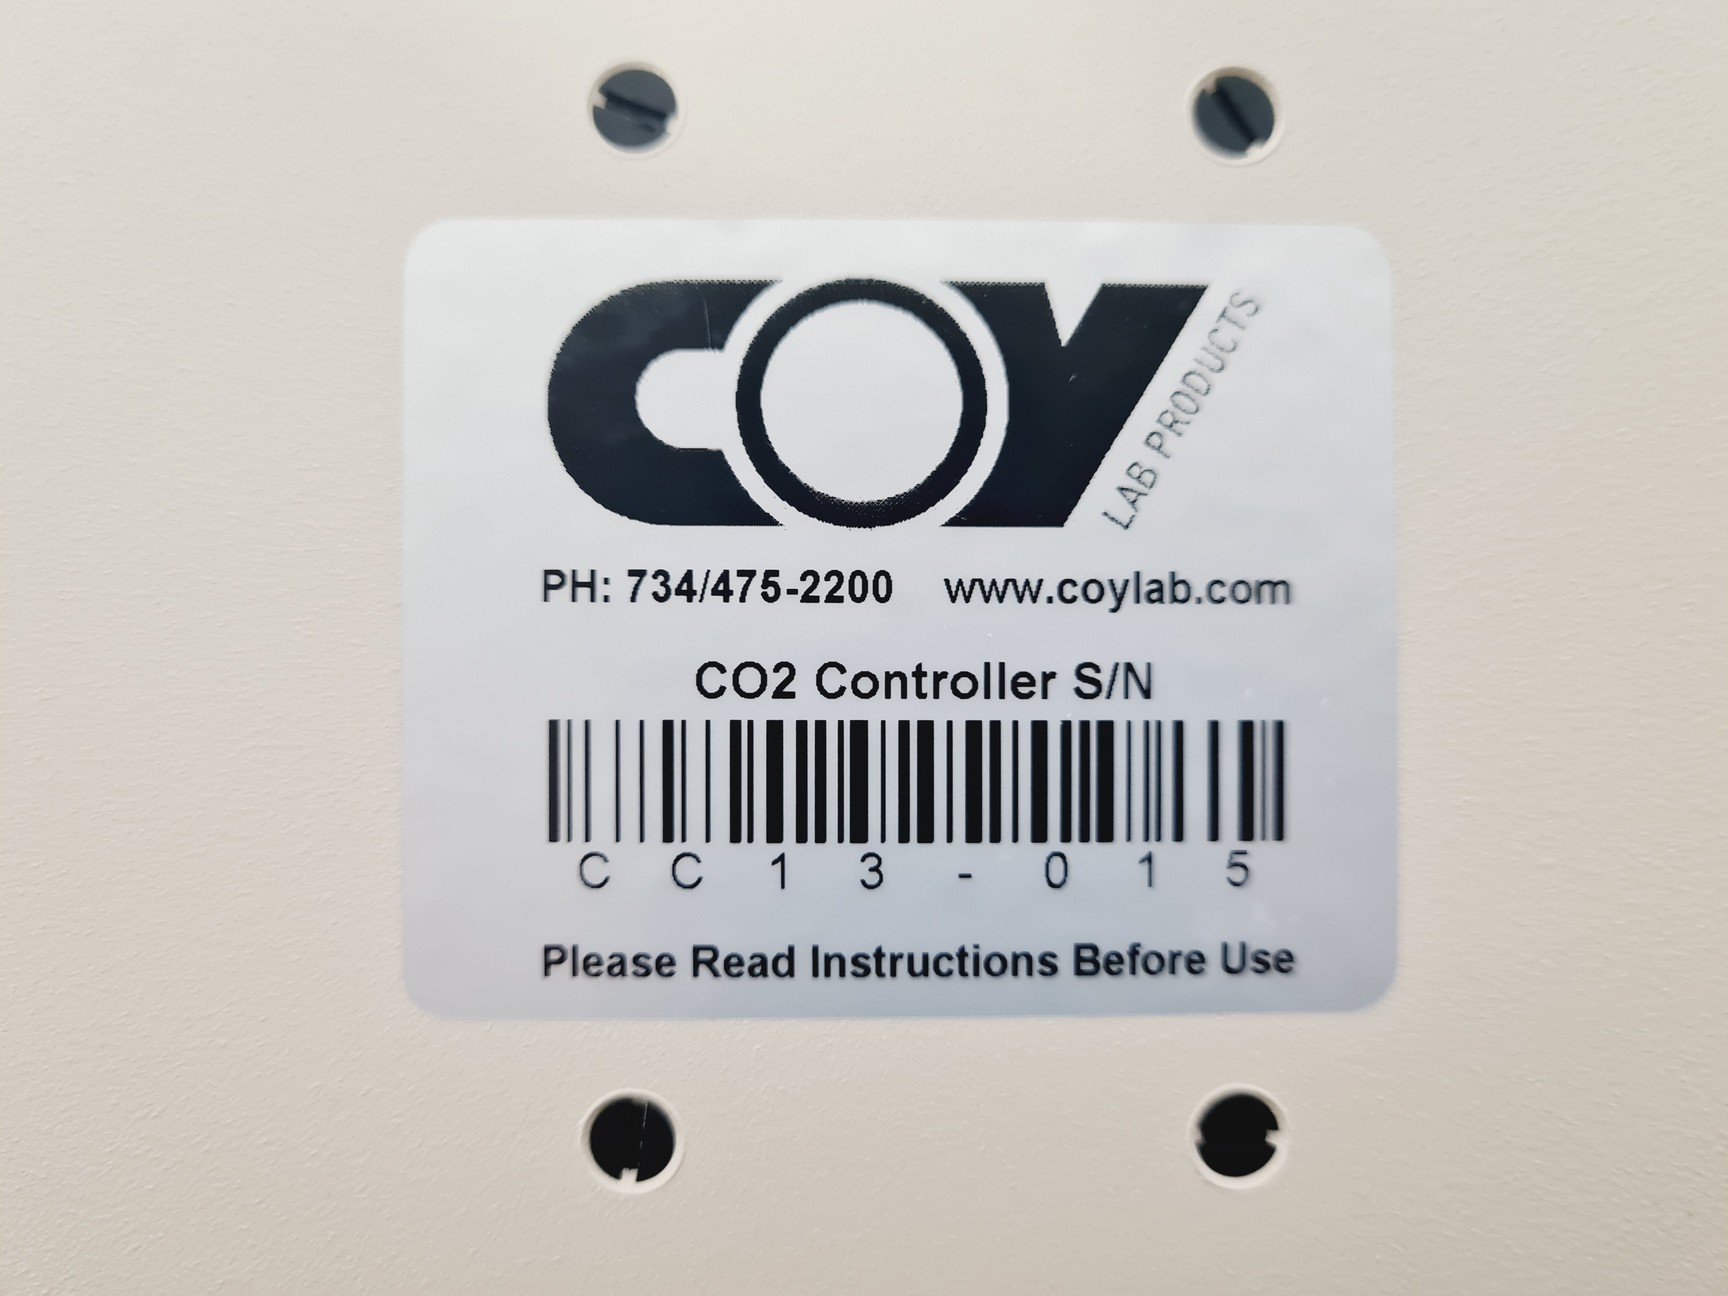 COY
LAB PRODUCTS
PH: 734/475-2200 www.coylab.com
CO2 Controller S/N
CC13-015
Please Read Instructions Before Use